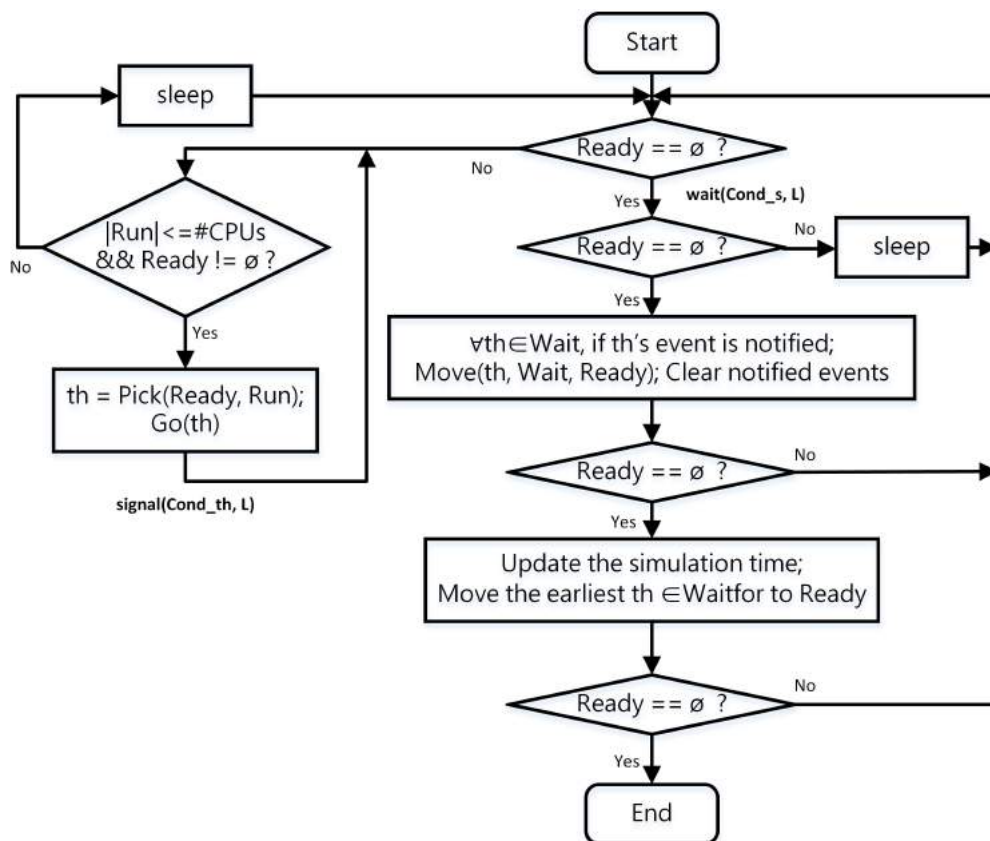 Start
sleep
Ready == ø ?
No
Yes
wait(Cond_s, L)
|Run|<=#CPUs
&& Ready != ø ?
No
Yes
Ready == ø ?
No
sleep
Yes
∀th∈Wait, if th's event is notified;
Move(th, Wait, Ready); Clear notified events
th = Pick(Ready, Run);
Go(th)
signal(Cond_th, L)
Ready == ø ?
No
Yes
Update the simulation time;
Move the earliest th ∈Waitfor to Ready
Ready == ø ?
No
Yes
End